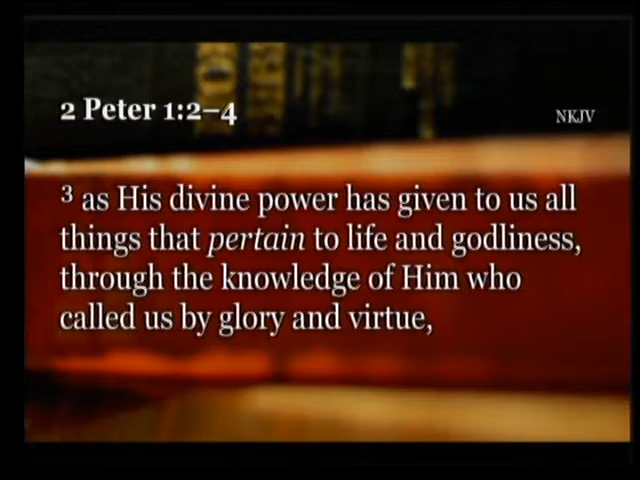 2 Peter 1:2–4
NKJV
3 as His divine power has given to us all
things that pertain to life and godliness,
through the knowledge of Him who
called us by glory and virtue,